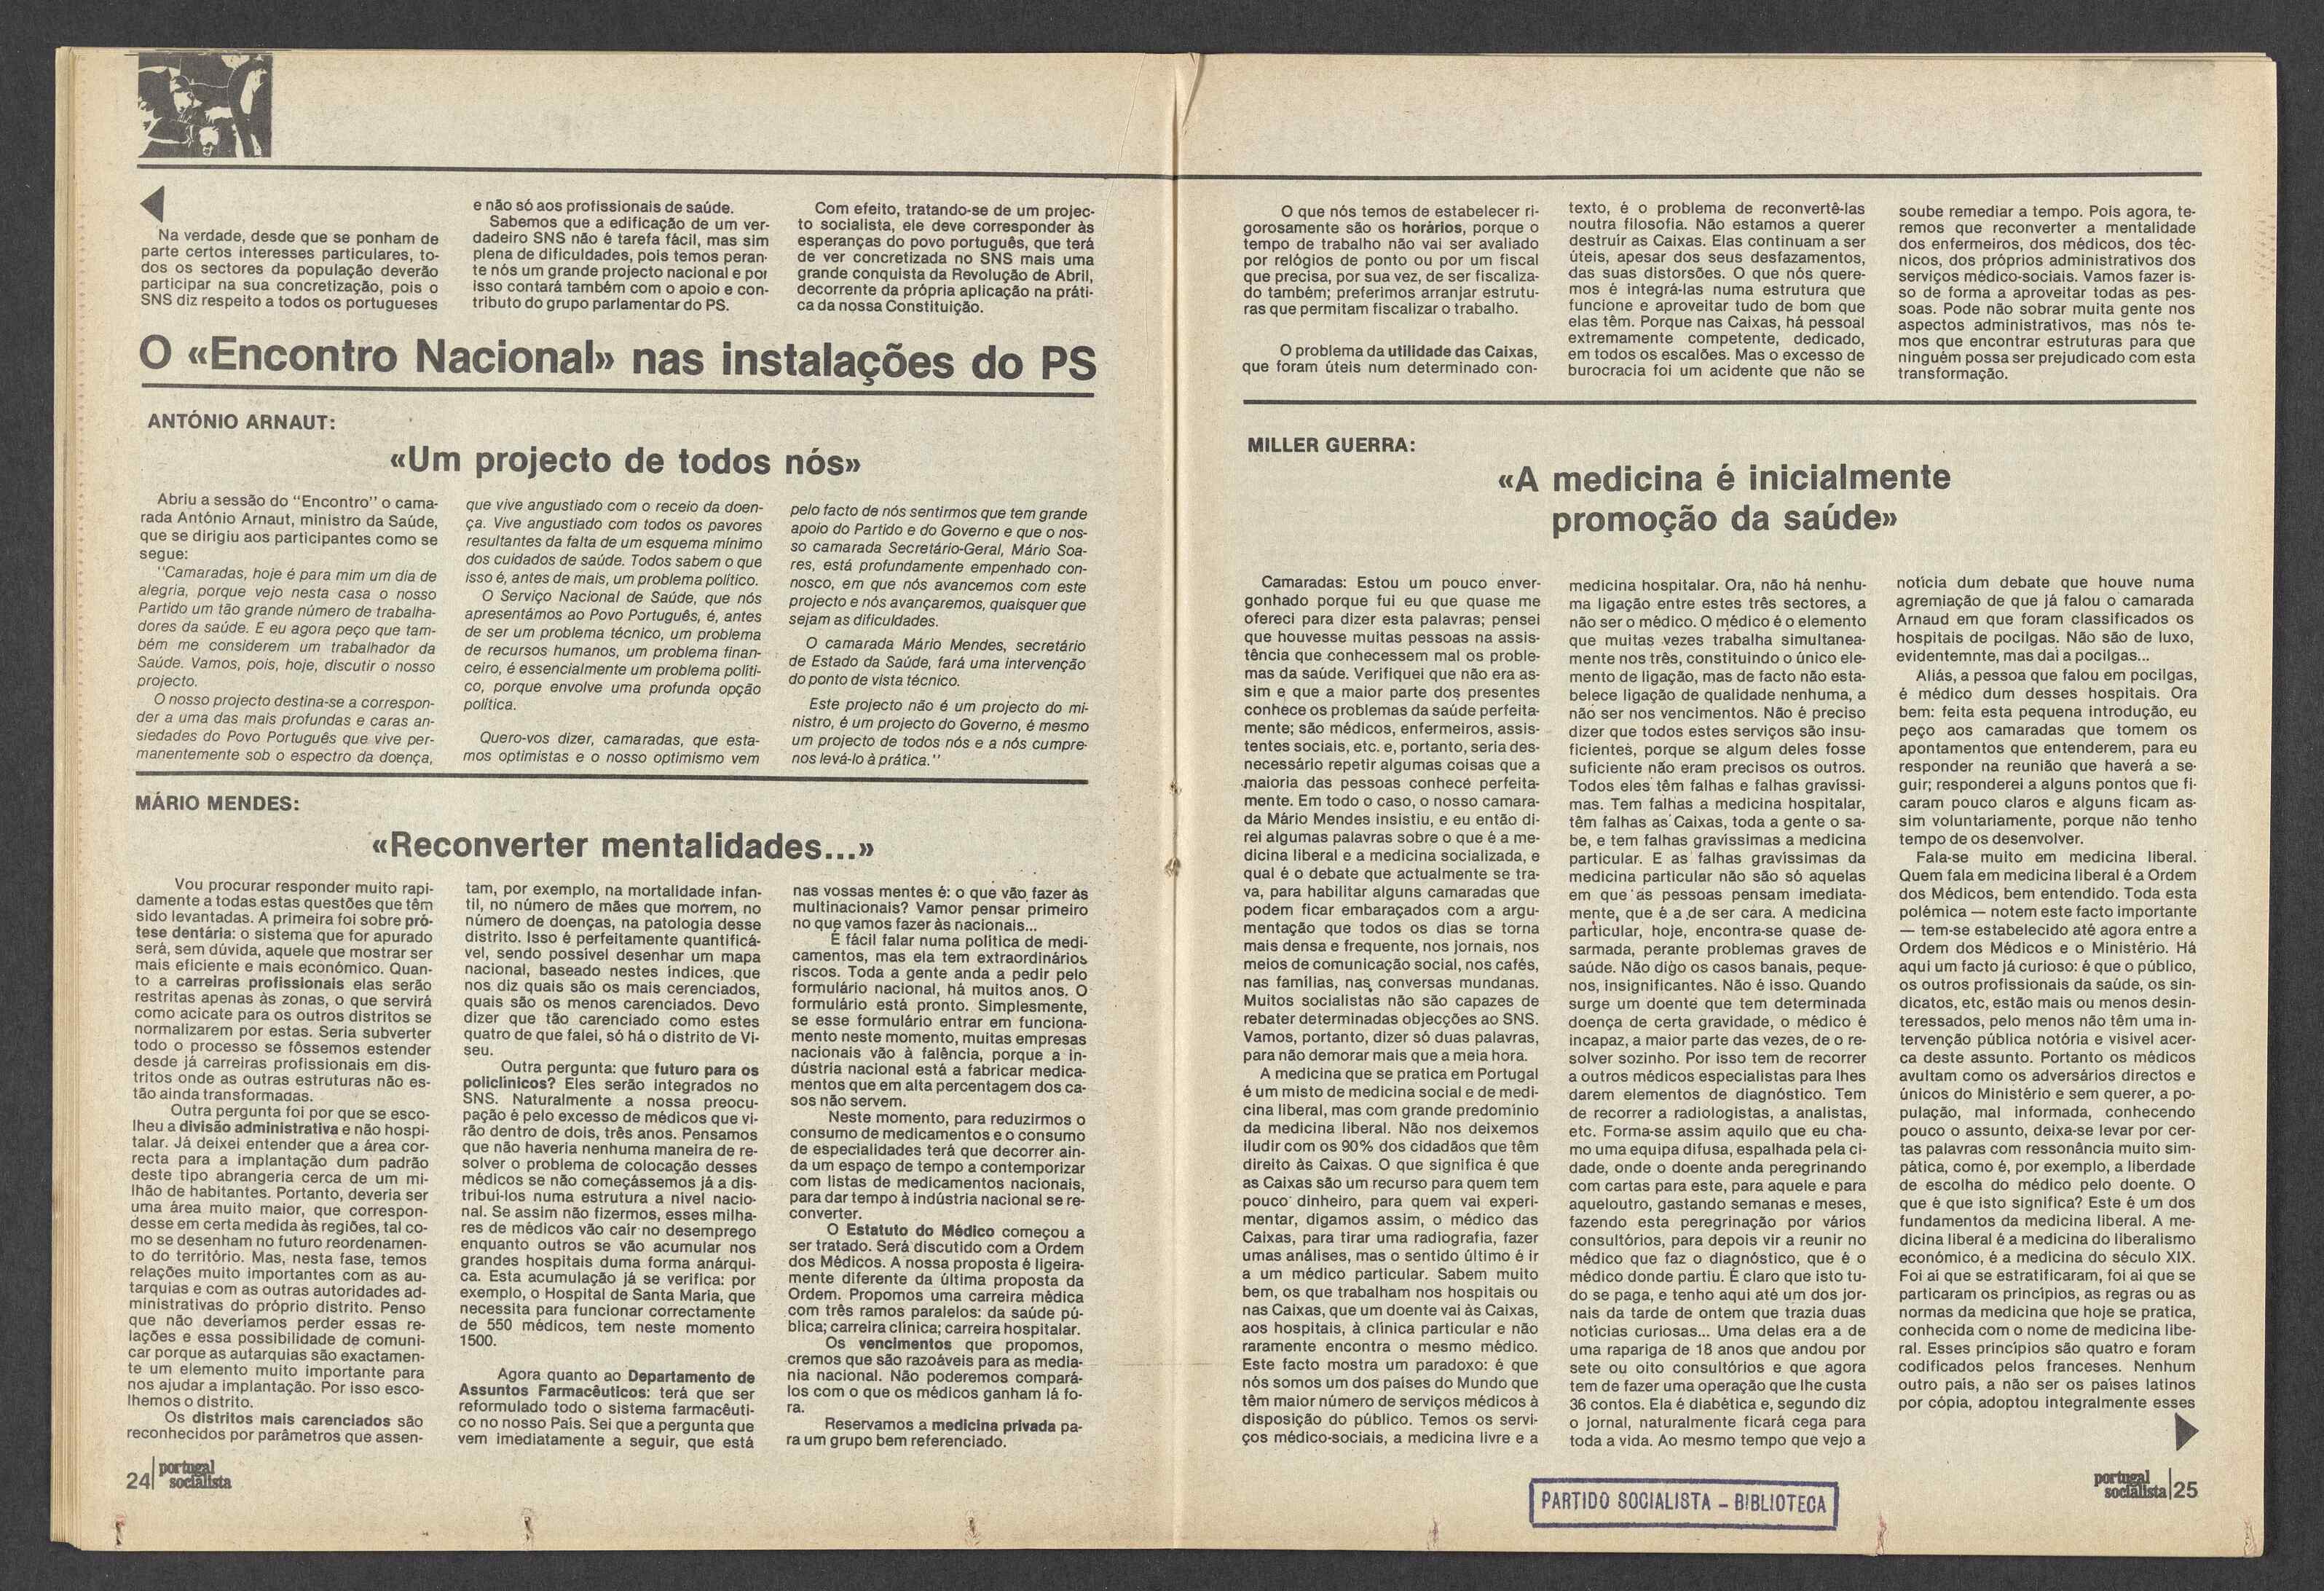 Na verdade, desde que se ponham de
parte certos interesses particulares, to-
dos os sectores da população deverão
participar na sua concretização, pois o
SNS diz respeito a todos os portugueses
e não só aos profissionais de saúde.
Sabemos que a edificação de um ver-
dadeiro SNS não é tarefa fácil, mas sim
plena de dificuldades, pois temos peran-
te nós um grande projecto nacional e por
isso contará também com o apoio e con-
tributo do grupo parlamentar do PS.
Com efeito, tratando-se de um projec-
to socialista, ele deve corresponder às
esperanças do povo português, que terá
de ver concretizada no SNS mais uma
grande conquista da Revolução de Abril,
decorrente da própria aplicação na práti-
ca da nossa Constituição.
O «Encontro Nacional» nas instalações do PS
ANTÓNIO ARNAUT:
«Um projecto de todos nós»
Abriu a sessão do "Encontro" o cama-
rada António Arnaut, ministro da Saúde,
que se dirigiu aos participantes como se
segue:
"Camaradas, hoje é para mim um dia de
alegria, porque vejo nesta casa o nosso
Partido um tão grande número de trabalha-
dores da saúde. E eu agora peço que tam-
bém me considerem um trabalhador da
Saúde. Vamos, pois, hoje, discutir o nosso
projecto.
O nosso projecto destina-se a correspon-
der a uma das mais profundas e caras an-
siedades do Povo Português que vive per-
manentemente sob o espectro da doença,
que vive angustiado com o receio da doen-
ça. Vive angustiado com todos os pavores
resultantes da falta de um esquema mínimo
dos cuidados de saúde. Todos sabem o que
isso é, antes de mais, um problema político.
O Serviço Nacional de Saúde, que nós
apresentámos ao Povo Português, é, antes
de ser um problema técnico, um problema
de recursos humanos, um problema finan-
ceiro, é essencialmente um problema políti-
co, porque envolve uma profunda opção
política.
Quero-vos dizer, camaradas, que esta-
mos optimistas e o nosso optimismo vem
pelo facto de nós sentirmos que tem grande
apoio do Partido e do Governo e que o nos-
so camarada Secretário-Geral, Mário Soa-
res, está profundamente empenhado con-
nosco, em que nós avancemos com este
projecto e nós avançaremos, quaisquer que
sejam as dificuldades.
O camarada Mário Mendes, secretário
de Estado da Saúde, fará uma intervenção
do ponto de vista técnico.
Este projecto não é um projecto do mi-
nistro, é um projecto do Governo, é mesmo
um projecto de todos nós e a nós cumpre-
nos levá-lo à prática."
MÁRIO MENDES:
«Reconverter mentalidades...»
Vou procurar responder muito rapi-
damente a todas estas questões que têm
sido levantadas. A primeira foi sobre pró-
tese dentária: o sistema que for apurado
será, sem dúvida, aquele que mostrar ser
mais eficiente e mais económico. Quan-
to a carreiras profissionais elas serão
restritas apenas às zonas, o que servirá
como acicate para os outros distritos se
normalizarem por estas. Seria subverter
todo o processo se fôssemos estender
desde já carreiras profissionais em dis-
tritos onde as outras estruturas não es-
tão ainda transformadas.
Outra pergunta foi por que se esco-
lheu a divisão administrativa e não hospi-
talar. Já deixei entender que a área cor-
recta para a implantação dum padrão
deste tipo abrangeria cerca de um mi-
lhão de habitantes. Portanto, deveria ser
uma área muito maior, que correspon-
desse em certa medida às regiões, tal co-
mo se desenham no futuro reordenamen-
to do território. Mas, nesta fase, temos
relações muito importantes com as au-
tarquias e com as outras autoridades ad-
ministrativas do próprio distrito. Penso
que não deveríamos perder essas re-
lações e essa possibilidade de comuni-
car porque as autarquias são exactamen-
te um elemento muito importante para
nos ajudar a implantação. Por isso esco-
lhemos o distrito.
Os distritos mais carenciados são
reconhecidos por parâmetros que assen-
tam, por exemplo, na mortalidade infan-
til, no número de mães que morrem, no
número de doenças, na patologia desse
distrito. Isso é perfeitamente quantificá-
vel, sendo possível desenhar um mapa
nacional, baseado nestes índices, que
nos diz quais são os mais cerenciados,
quais são os menos carenciados. Devo
dizer que tão carenciado como estes
quatro de que falei, só há o distrito de Vi-
seu.
Outra pergunta: que futuro para os
policlínicos? Eles serão integrados no
SNS. Naturalmente a nossa preocu-
pação é pelo excesso de médicos que vi-
rão dentro de dois, três anos. Pensamos
que não haveria nenhuma maneira de re-
solver o problema de colocação desses
médicos se não começássemos já a dis-
tribuí-los numa estrutura a nível nacio-
nal. Se assim não fizermos, esses milha-
res de médicos vão cair no desemprego
enquanto outros se vão acumular nos
grandes hospitais duma forma anárqui-
ca. Esta acumulação já se verifica: por
exemplo, o Hospital de Santa Maria, que
necessita para funcionar correctamente
de 550 médicos, tem neste momento
1500.
Agora quanto ao Departamento de
Assuntos Farmacêuticos: terá que ser
reformulado todo o sistema farmacêuti-
co no nosso País. Sei que a pergunta que
vem imediatamente a seguir, que está
nas vossas mentes é: o que vão fazer às
multinacionais? Vamor pensar primeiro
no que vamos fazer às nacionais...
É fácil falar numa política de medi-
camentos, mas ela tem extraordinários
riscos. Toda a gente anda a pedir pelo
formulário nacional, há muitos anos. O
formulário está pronto. Simplesmente,
se esse formulário entrar em funciona-
mento neste momento, muitas empresas
nacionais vão à falência, porque a in-
dústria nacional está a fabricar medica-
mentos que em alta percentagem dos ca-
sos não servem.
Neste momento, para reduzirmos o
consumo de medicamentos e o consumo
de especialidades terá que decorrer ain-
da um espaço de tempo a contemporizar
com listas de medicamentos nacionais,
para dar tempo à indústria nacional se re-
converter.
O Estatuto do Médico começou a
ser tratado. Será discutido com a Ordem
dos Médicos. A nossa proposta é ligeira-
mente diferente da última proposta da
Ordem. Propomos uma carreira médica
com três ramos paralelos: da saúde pú-
blica; carreira clínica; carreira hospitalar.
Os vencimentos que propomos,
cremos que são razoáveis para as media-
nia nacional. Não poderemos compará-
los com o que os médicos ganham lá fo-
ra.
Reservamos a medicina privada pa-
ra um grupo bem referenciado.
24 portugal
socialista
O que nós temos de estabelecer ri-
gorosamente são os horários, porque o
tempo de trabalho não vai ser avaliado
por relógios de ponto ou por um fiscal
que precisa, por sua vez, de ser fiscaliza-
do também; preferimos arranjar estrutu-
ras que permitam fiscalizar o trabalho.
O problema da utilidade das Caixas,
que foram úteis num determinado con-
texto, é o problema de reconvertê-las
noutra filosofia. Não estamos a querer
destruír as Caixas. Elas continuam a ser
úteis, apesar dos seus desfazamentos,
das suas distorsões. O que nós quere-
mos é integrá-las numa estrutura que
funcione e aproveitar tudo de bom que
elas têm. Porque nas Caixas, há pessoal
extremamente competente, dedicado,
em todos os escalões. Mas o excesso de
burocracia foi um acidente que não se
soube remediar a tempo. Pois agora, te-
remos que reconverter a mentalidade
dos enfermeiros, dos médicos, dos téc-
nicos, dos próprios administrativos dos
serviços médico-sociais. Vamos fazer is-
so de forma a aproveitar todas as pes-
soas. Pode não sobrar muita gente nos
aspectos administrativos, mas nós te-
mos que encontrar estruturas para que
ninguém possa ser prejudicado com esta
transformação.
MILLER GUERRA:
«A medicina é inicialmente
promoção da saúde»
Camaradas: Estou um pouco enver-
gonhado porque fui eu que quase me
ofereci para dizer esta palavras; pensei
que houvesse muitas pessoas na assis-
tência que conhecessem mal os proble-
mas da saúde. Verifiquei que não era as-
sim e que a maior parte dos presentes
conhece os problemas da saúde perfeita-
mente; são médicos, enfermeiros, assis-
tentes sociais, etc. e, portanto, seria des-
necessário repetir algumas coisas que a
maioria das pessoas conhece perfeita-
mente. Em todo o caso, o nosso camara-
da Mário Mendes insistiu, e eu então di-
rei algumas palavras sobre o que é a me-
dicina liberal e a medicina socializada, e
qual é o debate que actualmente se tra-
va, para habilitar alguns camaradas que
podem ficar embaraçados com a argu-
mentação que todos os dias se torna
mais densa e frequente, nos jornais, nos
meios de comunicação social, nos cafés,
nas famílias, nas conversas mundanas.
Muitos socialistas não são capazes de
rebater determinadas objecções ao SNS.
Vamos, portanto, dizer só duas palavras,
para não demorar mais que a meia hora.
A medicina que se pratica em Portugal
é um misto de medicina social e de medi-
cina liberal, mas com grande predomínio
da medicina liberal. Não nos deixemos
iludir com os 90% dos cidadãos que têm
direito às Caixas. O que significa é que
as Caixas são um recurso para quem tem
pouco dinheiro, para quem vai experi-
mentar, digamos assim, o médico das
Caixas, para tirar uma radiografia, fazer
umas análises, mas o sentido último é ir
a um médico particular. Sabem muito
bem, os que trabalham nos hospitais ou
nas Caixas, que um doente vai às Caixas,
aos hospitais, à clínica particular e não
raramente encontra o mesmo médico.
Este facto mostra um paradoxo: é que
nós somos um dos países do Mundo que
têm maior número de serviços médicos à
disposição do público. Temos os servi-
ços médico-sociais, a medicina livre e a
medicina hospitalar. Ora, não há nenhu-
ma ligação entre estes três sectores, a
não ser o médico. O médico é o elemento
que muitas vezes trabalha simultanea-
mente nos três, constituindo o único ele-
mento de ligação, mas de facto não esta-
belece ligação de qualidade nenhuma, a
não ser nos vencimentos. Não é preciso
dizer que todos estes serviços são insu-
ficientes, porque se algum deles fosse
suficiente não eram precisos os outros.
Todos eles têm falhas e falhas gravíssi-
mas. Tem falhas a medicina hospitalar,
têm falhas as Caixas, toda a gente o sa-
be, e tem falhas gravíssimas a medicina
particular. E as falhas gravíssimas da
medicina particular não são só aquelas
em que as pessoas pensam imediata-
mente, que é a de ser cara. A medicina
particular, hoje, encontra-se quase de-
sarmada, perante problemas graves de
saúde. Não digo os casos banais, peque-
nos, insignificantes. Não é isso. Quando
surge um doente que tem determinada
doença de certa gravidade, o médico é
incapaz, a maior parte das vezes, de o re-
solver sozinho. Por isso tem de recorrer
a outros médicos especialistas para lhes
darem elementos de diagnóstico. Tem
de recorrer a radiologistas, a analistas,
etc. Forma-se assim aquilo que eu cha-
mo uma equipa difusa, espalhada pela ci-
dade, onde o doente anda peregrinando
com cartas para este, para aquele e para
aqueloutro, gastando semanas e meses,
fazendo esta peregrinação por vários
consultórios, para depois vir a reunir no
médico que faz o diagnóstico, que é o
médico donde partiu. É claro que isto tu-
do se paga, e tenho aqui até um dos jor-
nais da tarde de ontem que trazia duas
notícias curiosas... Uma delas era a de
uma rapariga de 18 anos que andou por
sete ou oito consultórios e que agora
tem de fazer uma operação que lhe custa
36 contos. Ela é diabética e, segundo diz
o jornal, naturalmente ficará cega para
toda a vida. Ao mesmo tempo que vejo a
notícia dum debate que houve numa
agremiação de que já falou o camarada
Arnaud em que foram classificados os
hospitais de pocilgas. Não são de luxo,
evidentemnte, mas daí a pocilgas...
Aliás, a pessoa que falou em pocilgas,
é médico dum desses hospitais. Ora
bem: feita esta pequena introdução, eu
peço aos camaradas que tomem os
apontamentos que entenderem, para eu
responder na reunião que haverá a se-
guir; responderei a alguns pontos que fi-
caram pouco claros e alguns ficam as-
sim voluntariamente, porque não tenho
tempo de os desenvolver.
Fala-se muito em medicina liberal.
Quem fala em medicina liberal é a Ordem
dos Médicos, bem entendido. Toda esta
polémica — notem este facto importante
— tem-se estabelecido até agora entre a
Ordem dos Médicos e o Ministério. Há
aqui um facto já curioso: é que o público,
os outros profissionais da saúde, os sin-
dicatos, etc, estão mais ou menos desin-
teressados, pelo menos não têm uma in-
tervenção pública notória e visível acer-
ca deste assunto. Portanto os médicos
avultam como os adversários directos e
únicos do Ministério e sem querer, a po-
pulação, mal informada, conhecendo
pouco o assunto, deixa-se levar por cer-
tas palavras com ressonância muito sim-
pática, como é, por exemplo, a liberdade
de escolha do médico pelo doente. O
que é que isto significa? Este é um dos
fundamentos da medicina liberal. A me-
dicina liberal é a medicina do liberalismo
económico, é a medicina do século XIX.
Foi aí que se estratificaram, foi aí que se
particaram os princípios, as regras ou as
normas da medicina que hoje se pratica,
conhecida com o nome de medicina libe-
ral. Esses princípios são quatro e foram
codificados pelos franceses. Nenhum
outro país, a não ser os países latinos
por cópia, adoptou integralmente esses
PARTIDO SOCIALISTA – BIBLIOTECA
portugal
socialista 25